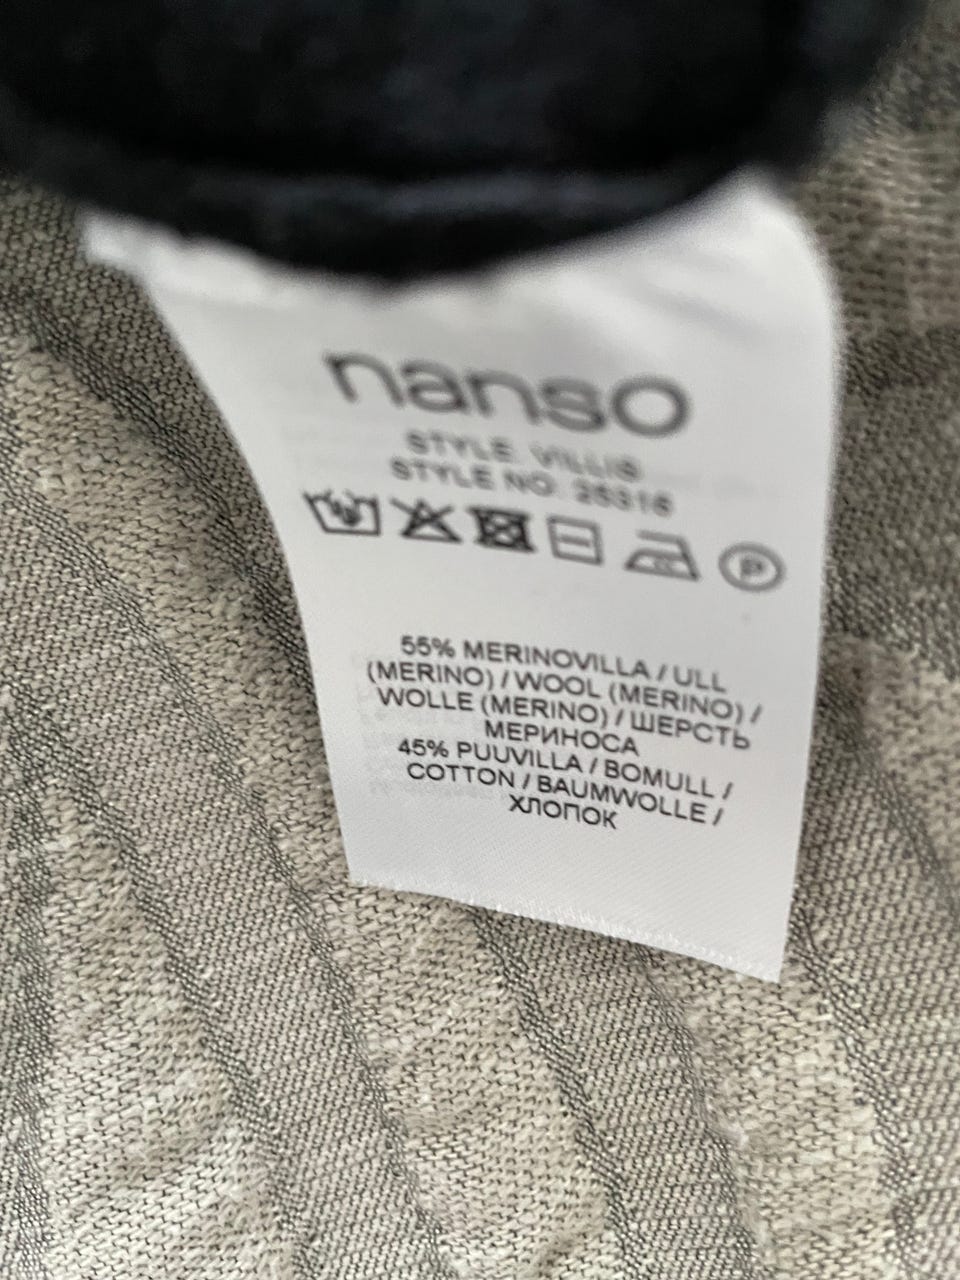 nanso
STYLE: VILLIS
STYLE NO: 25316
P
55% MERINOVILLA / ULL
(MERINO) / WOOL (MERINO) /
WOLLE (MERINO) / ШЕРСТЬ
МЕРИНОСА
45% PUUVILLA / BOMULL /
COTTON / BAUMWOLLE /
ХЛОПОК